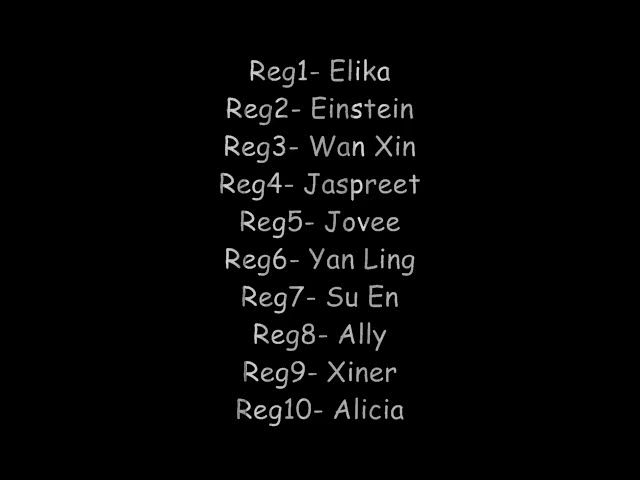 Reg1- Elika
Reg2- Einstein
Reg3- Wan Xin
Reg4- Jaspreet
Reg5- Jovee
Reg6- Yan Ling
Reg7- Su En
Reg8- Ally
Reg9- Xiner
Reg10- Alicia